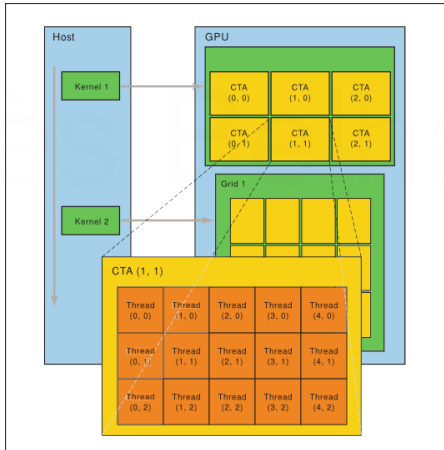 Host
GPU
Kernel 1
CTA
(0, 0)
CTA
(1, 0)
CTA
(2, 0)
CTA
(0, 1)
CTA
(1, 1)
CTA
(2, 1)
Grid 1
Kernel 2
CTA (1, 1)
Thread
(0, 0)
Thread
(1, 0)
Thread
(2, 0)
Thread
(3, 0)
Thread
(4, 0)
Thread
(0, 1)
Thread
(1, 1)
Thread
(2, 1)
Thread
(3, 1)
Thread
(4, 1)
Thread
(0, 2)
Thread
(1, 2)
Thread
(2, 2)
Thread
(3, 2)
Thread
(4, 2)